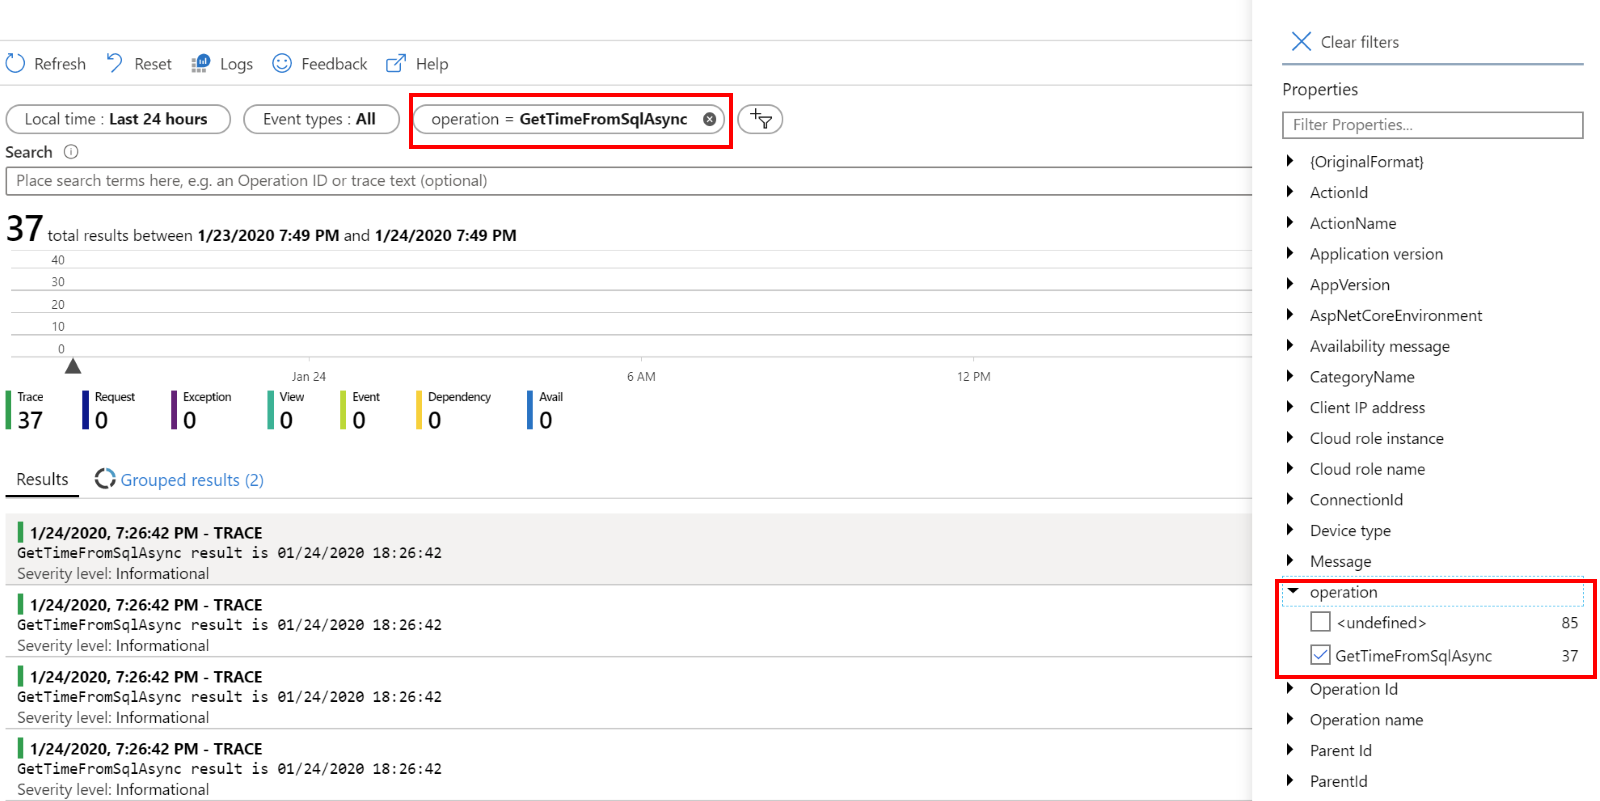 Refresh Reset Logs Feedback Help
Local time : Last 24 hours Event types : All operation = GetTimeFromSqlAsync
Search
Place search terms here, e.g. an Operation ID or trace text (optional)
37 total results between 1/23/2020 7:49 PM and 1/24/2020 7:49 PM
40
30
20
10
0
Jan 24 6 AM 12 PM
Trace Request Exception View Event Dependency Avail
37 0 0 0 0 0 0
Results Grouped results (2)
1/24/2020, 7:26:42 PM - TRACE
GetTimeFromSqlAsync result is 01/24/2020 18:26:42
Severity level: Informational
1/24/2020, 7:26:42 PM - TRACE
GetTimeFromSqlAsync result is 01/24/2020 18:26:42
Severity level: Informational
1/24/2020, 7:26:42 PM - TRACE
GetTimeFromSqlAsync result is 01/24/2020 18:26:42
Severity level: Informational
1/24/2020, 7:26:42 PM - TRACE
GetTimeFromSqlAsync result is 01/24/2020 18:26:42
Severity level: Informational
Clear filters
Properties
Filter Properties...
{OriginalFormat}
ActionId
ActionName
Application version
AppVersion
AspNetCoreEnvironment
Availability message
CategoryName
Client IP address
Cloud role instance
Cloud role name
ConnectionId
Device type
Message
operation
<undefined> 85
GetTimeFromSqlAsync 37
Operation Id
Operation name
Parent Id
ParentId